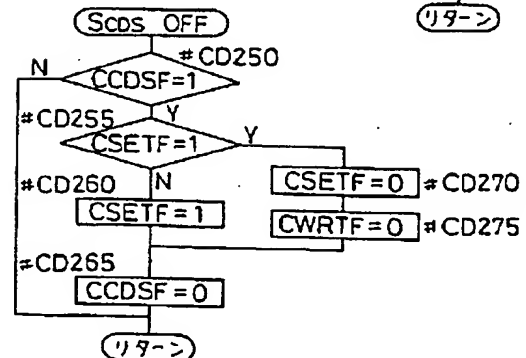 リターン
SCDS OFF
#CD250
N
CCDSF=1
#CD255
Y
CSETF=1
Y
#CD260
N
CSETF=0 #CD270
CSETF=1
CWRTF=0 #CD275
#CD265
CCDSF=0
リターン